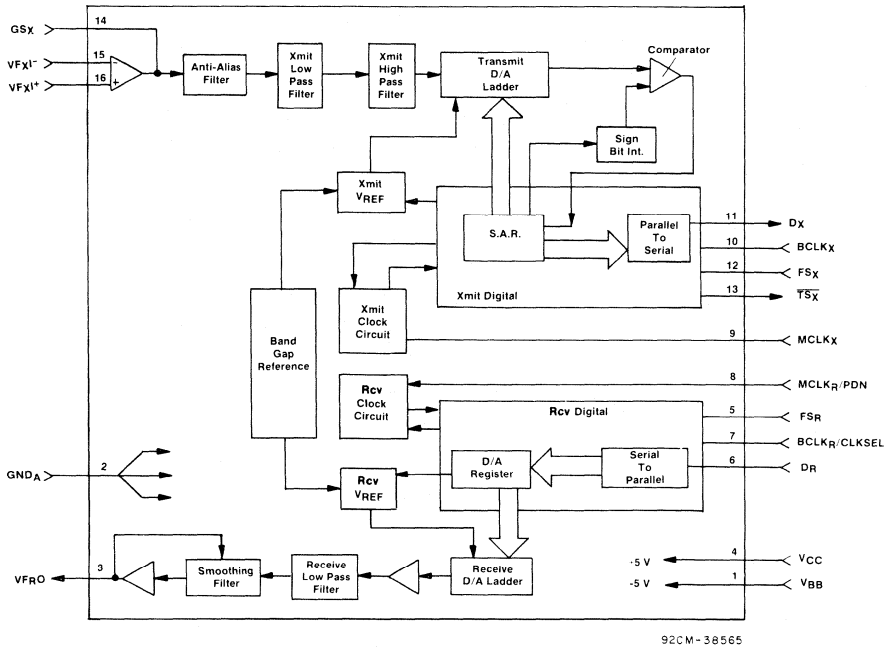 GSX
14
15
VFXI-
16
VFXI+
-
+
Anti-Alias
Filter
Xmit
Low
Pass
Filter
Xmit
High
Pass
Filter
Transmit
D/A
Ladder
Comparator
Sign
Bit Int.
Xmit
VREF
S.A.R.
Parallel
To
Serial
Xmit Digital
11
DX
10
BCLKX
12
FSX
13
TSX
Band
Gap
Reference
Xmit
Clock
Circuit
9
MCLKX
Rcv
Clock
Circuit
8
MCLKR/PDN
Rcv Digital
5
FSR
7
BCLKR/CLKSEL
6
DR
D/A
Register
Serial
To
Parallel
Rcv
VREF
GNDA
2
VFRO
3
Smoothing
Filter
Receive
Low Pass
Filter
Receive
D/A Ladder
·5 V
4
VCC
-5 V
1
VBB
92CM-38565